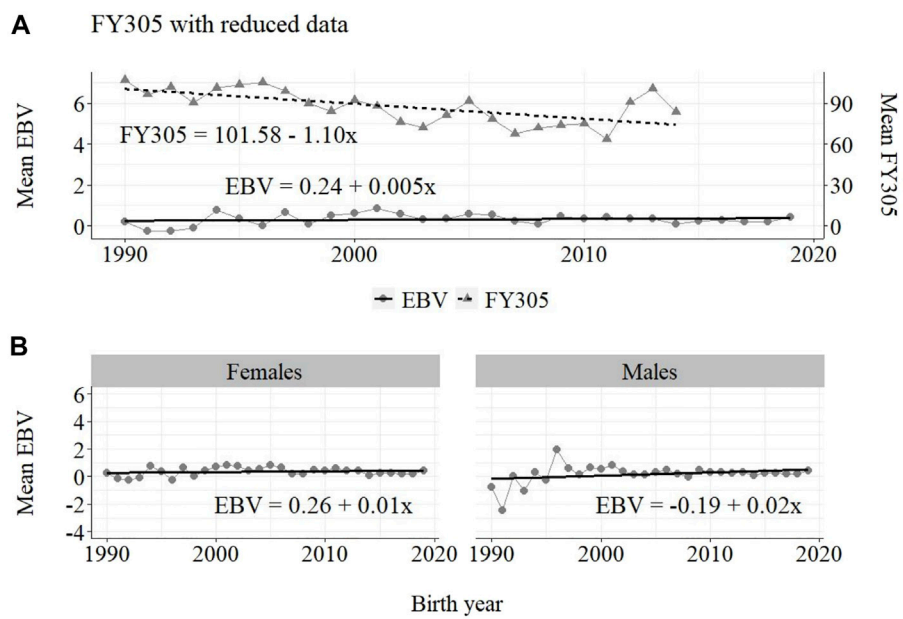 A
FY305 with reduced data
Mean EBV
6
4
2
0
FY305 = 101.58 - 1.10x
EBV = 0.24 + 0.005x
90
60
30
0
Mean FY305
1990 2000 2010 2020
EBV FY305
B
Females Males
Mean EBV
6
4
2
0
-2
-4
EBV = 0.26 + 0.01x
EBV = -0.19 + 0.02x
1990 2000 2010 2020 1990 2000 2010 2020
Birth year